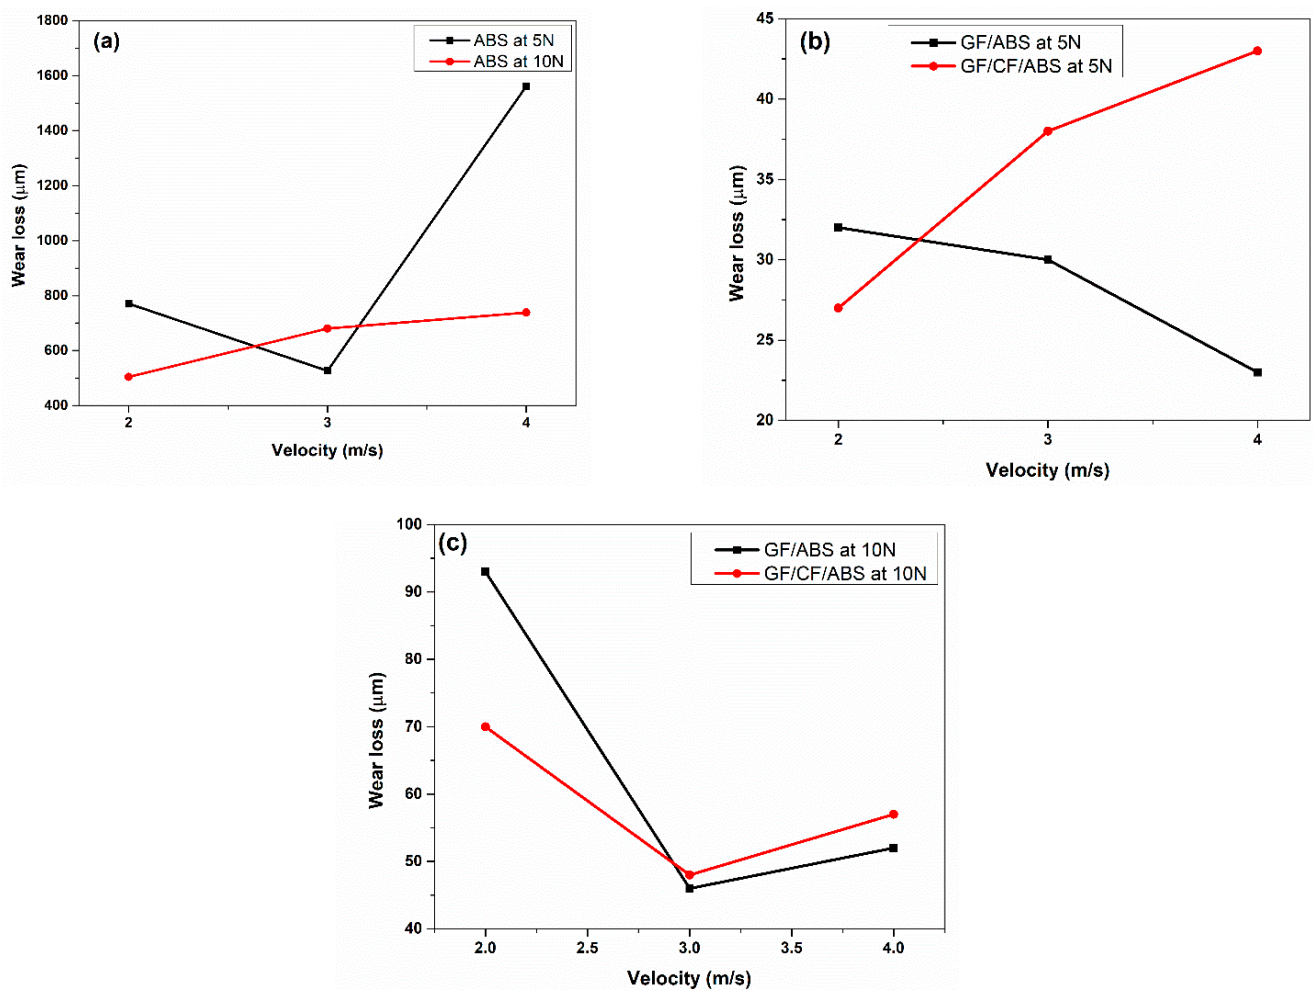 (a)
ABS at 5N
ABS at 10N
1800
1600
1400
1200
1000
800
600
400
Wear loss (μm)
2
3
4
Velocity (m/s)
(b)
GF/ABS at 5N
GF/CF/ABS at 5N
45
40
35
30
25
20
Wear loss (μm)
2
3
4
Velocity (m/s)
(c)
GF/ABS at 10N
GF/CF/ABS at 10N
100
90
80
70
60
50
40
Wear loss (μm)
2.0
2.5
3.0
3.5
4.0
Velocity (m/s)